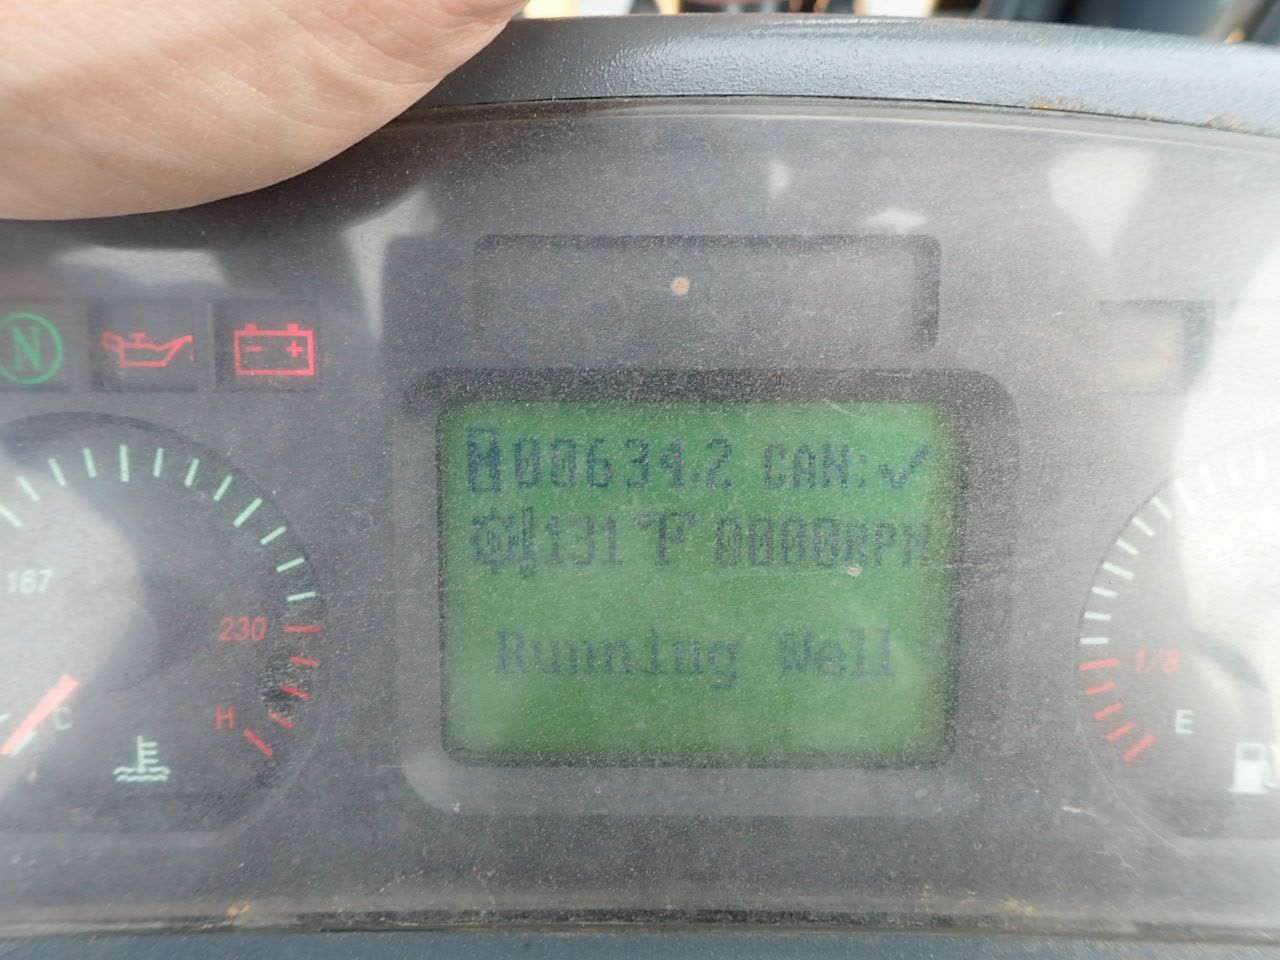 N
- +
H 00634.2 CAN:✓
131 °F 0000RPM
Running Well
167
230
C
H
1/8
E